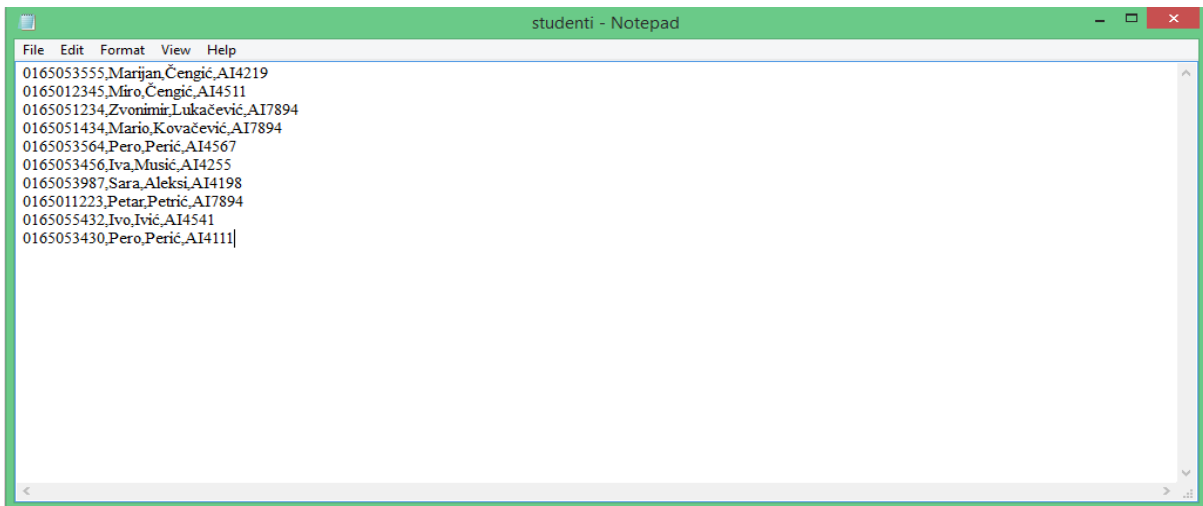 studenti - Notepad
File Edit Format View Help
0165053555,Marijan,Čengić,AI4219
0165012345,Miro,Čengić,AI4511
0165051234,Zvonimir,Lukačević,AI7894
0165051434,Mario,Kovačević,AI7894
0165053564,Pero,Perić,AI4567
0165053456,Iva,Musić,AI4255
0165053987,Sara,Aleksi,AI4198
0165011223,Petar,Petrić,AI7894
0165055432,Ivo,Ivić,AI4541
0165053430,Pero,Perić,AI4111